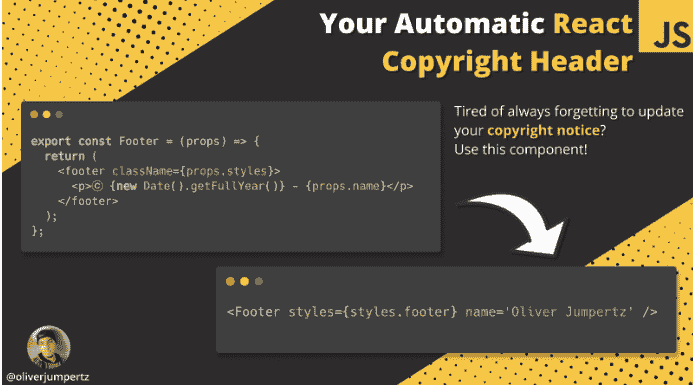 Your Automatic React
Copyright Header
JS
export const Footer = (props) => {
  return (
    <footer className={props.styles}>
      <p>© {new Date().getFullYear()} - {props.name}</p>
    </footer>
  );
};
Tired of always forgetting to update
your copyright notice?
Use this component!
<Footer styles={styles.footer} name='Oliver Jumpertz' />
@oliverjumpertz